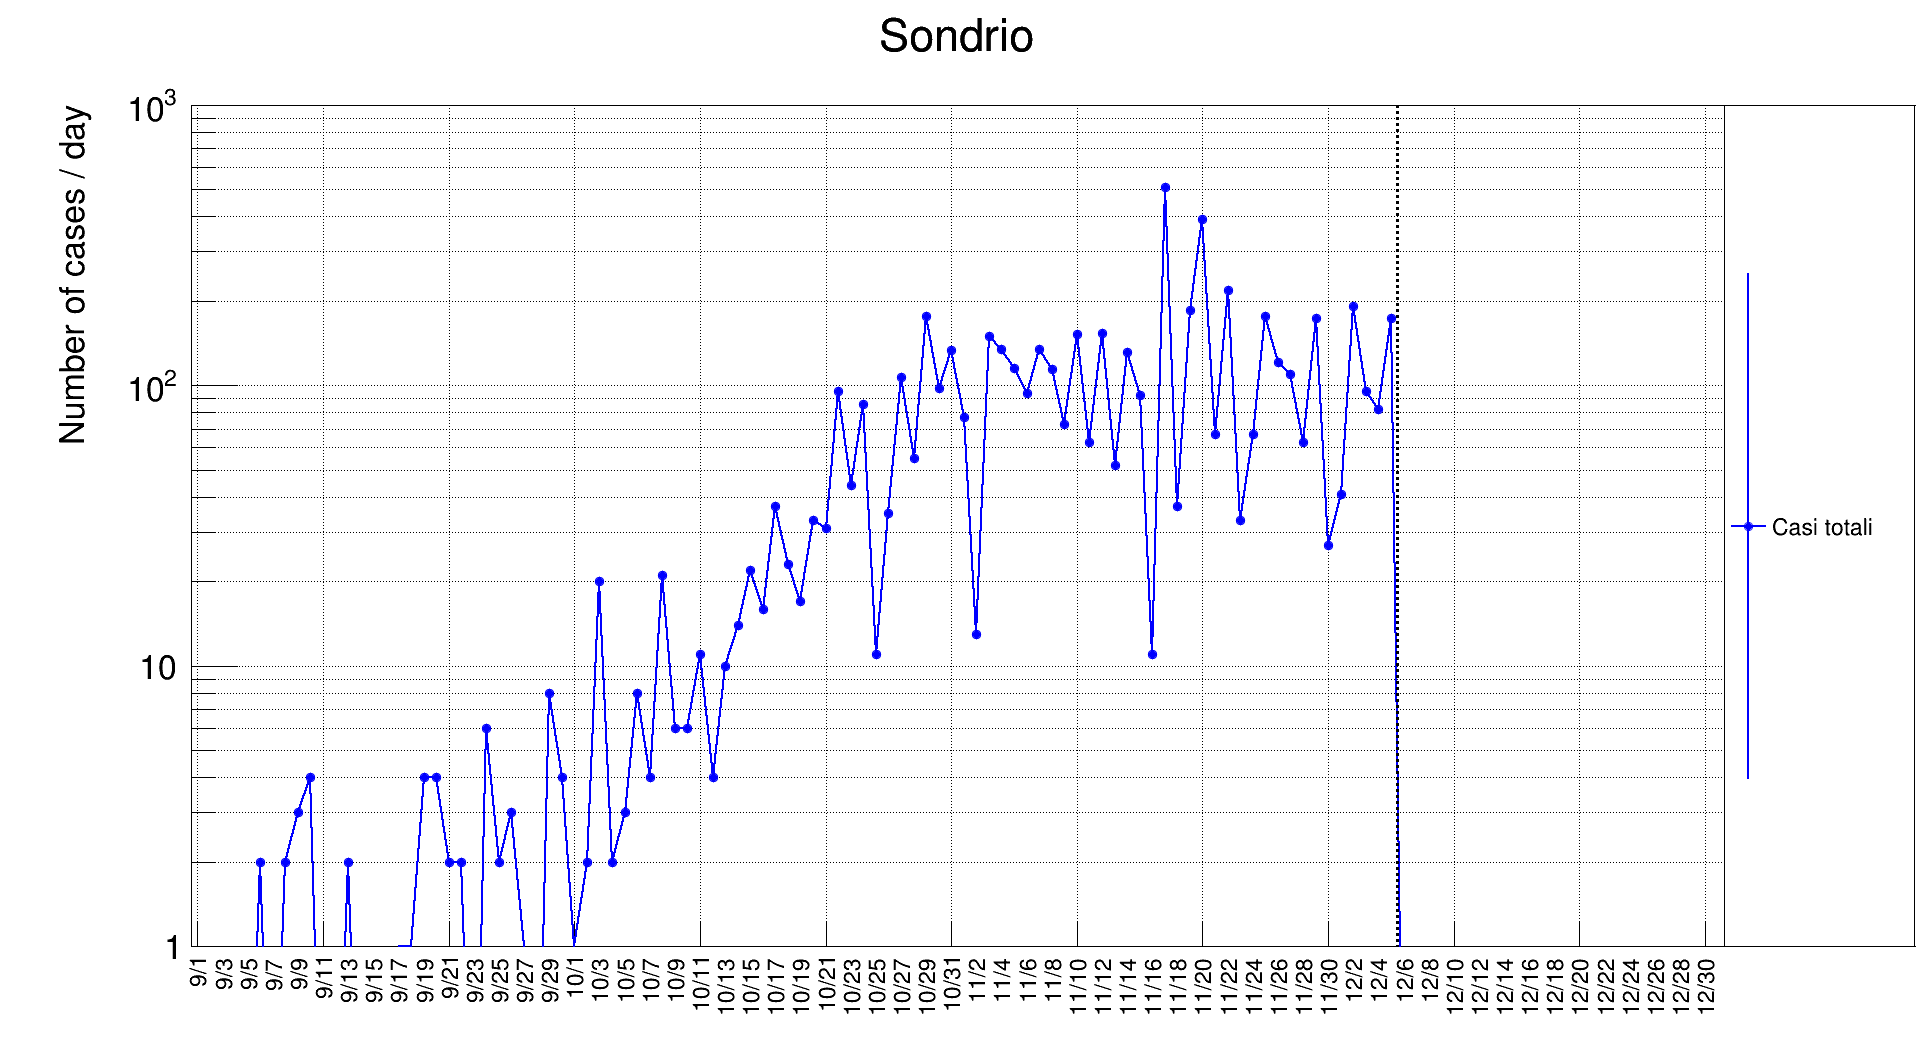 Sondrio
Number of cases / day
10³
10²
10
1
Casi totali
9/1 9/3 9/5 9/7 9/9 9/11 9/13 9/15 9/17 9/19 9/21 9/23 9/25 9/27 9/29 10/1 10/3 10/5 10/7 10/9 10/11 10/13 10/15 10/17 10/19 10/21 10/23 10/25 10/27 10/29 10/31 11/2 11/4 11/6 11/8 11/10 11/12 11/14 11/16 11/18 11/20 11/22 11/24 11/26 11/28 11/30 12/2 12/4 12/6 12/8 12/10 12/12 12/14 12/16 12/18 12/20 12/22 12/24 12/26 12/28 12/30